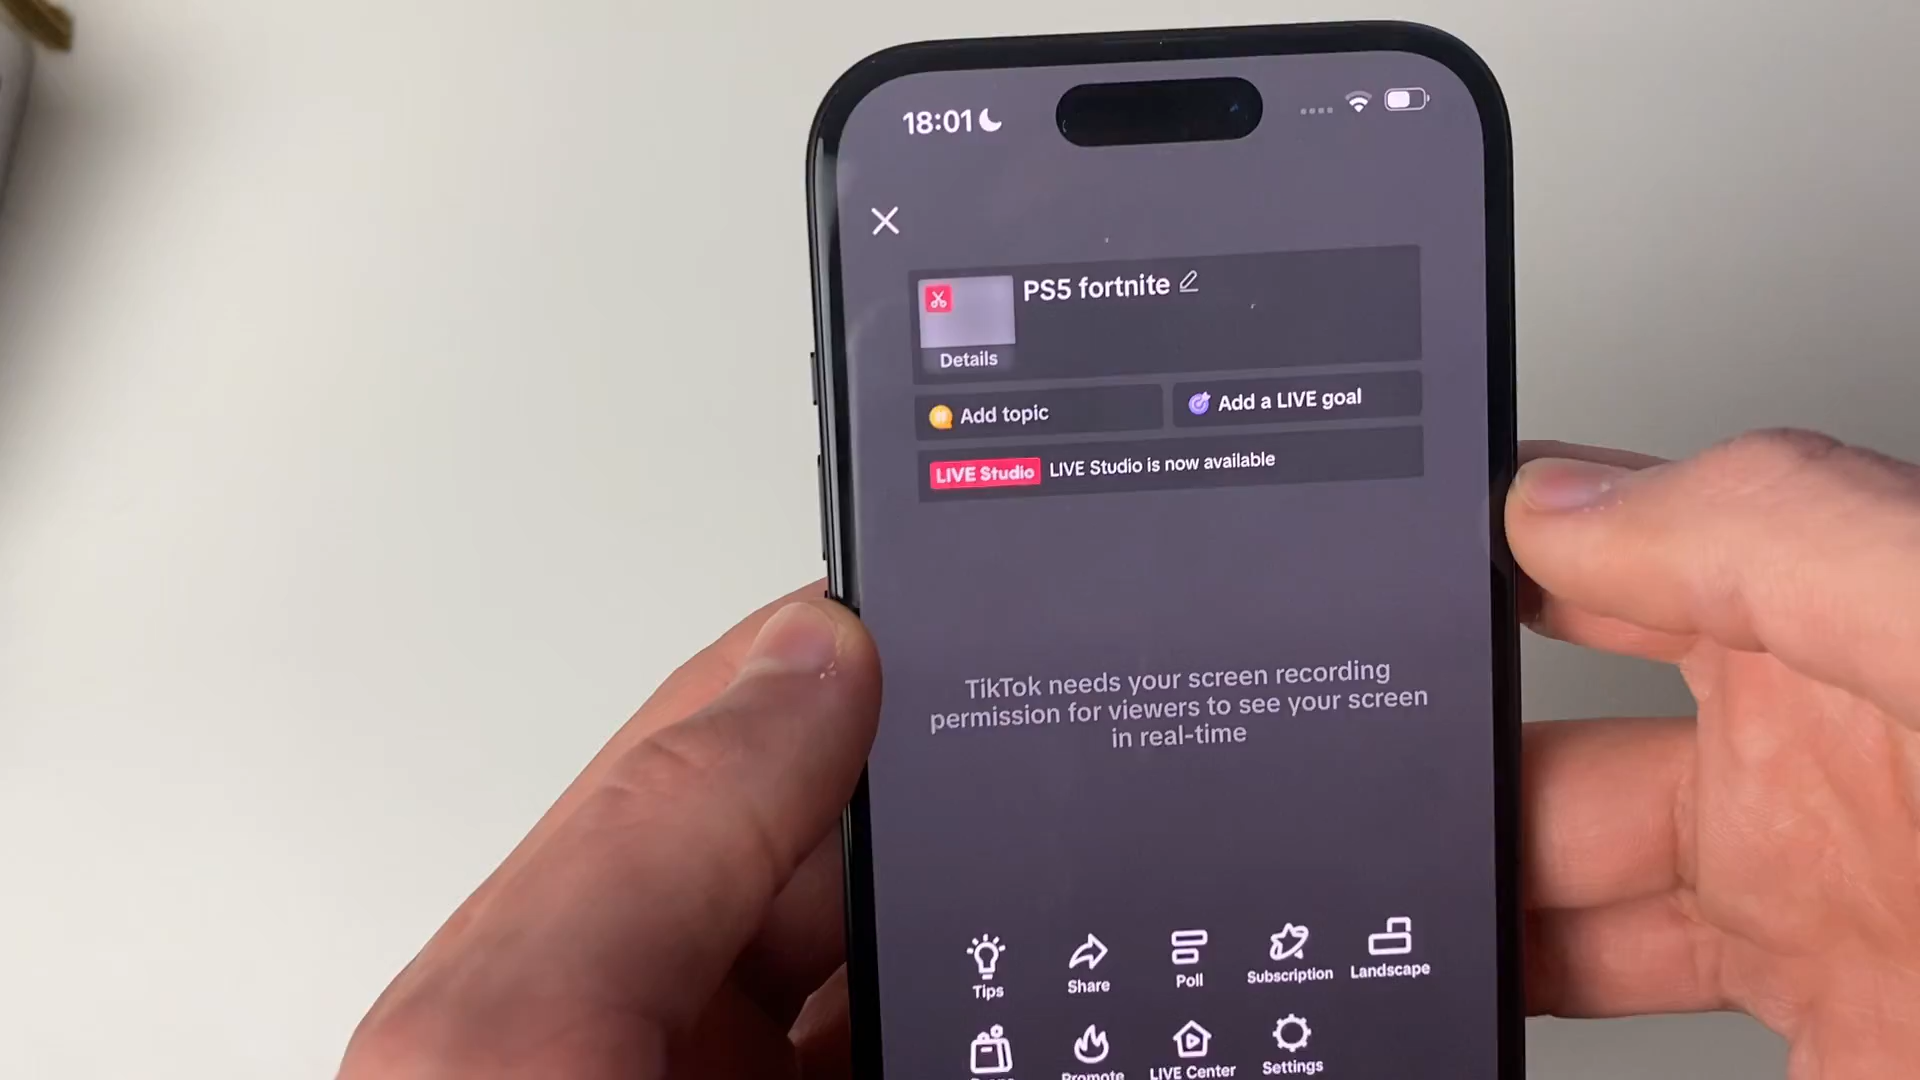 18:01
PS5 fortnite
Details
Add topic
Add a LIVE goal
LIVE Studio LIVE Studio is now available
TikTok needs your screen recording
permission for viewers to see your screen
in real-time
Tips
Share
Poll
Subscription
Landscape
Promote
LIVE Center
Settings